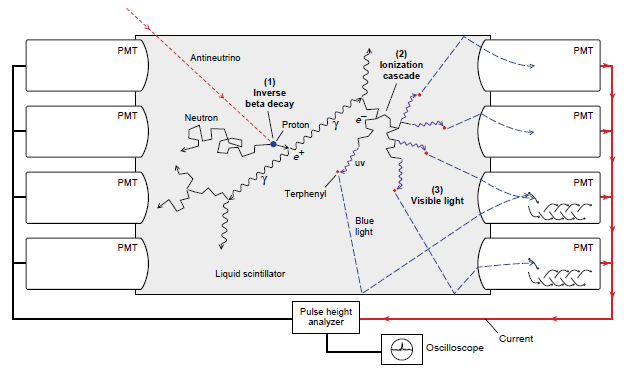 PMT
PMT
PMT
PMT
Antineutrino
(1)
Inverse
beta decay
Neutron
Proton
e+
γ
γ
(2)
Ionization
cascade
e−
uv
Terphenyl
(3)
Visible light
Blue
light
Liquid scintillator
PMT
PMT
PMT
PMT
Pulse height
analyzer
Current
Oscilloscope